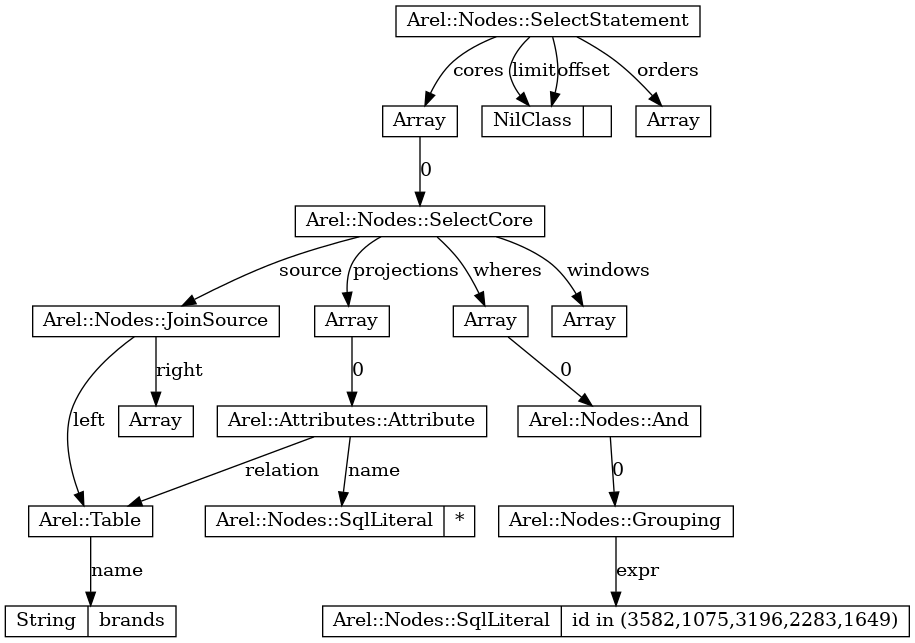 Arel::Nodes::SelectStatement
cores limit offset orders
Array NilClass Array
0
Arel::Nodes::SelectCore
source projections wheres windows
Arel::Nodes::JoinSource Array Array Array
right 0 0
left Array Arel::Attributes::Attribute Arel::Nodes::And
relation name 0
Arel::Table Arel::Nodes::SqlLiteral * Arel::Nodes::Grouping
name expr
String brands Arel::Nodes::SqlLiteral id in (3582,1075,3196,2283,1649)